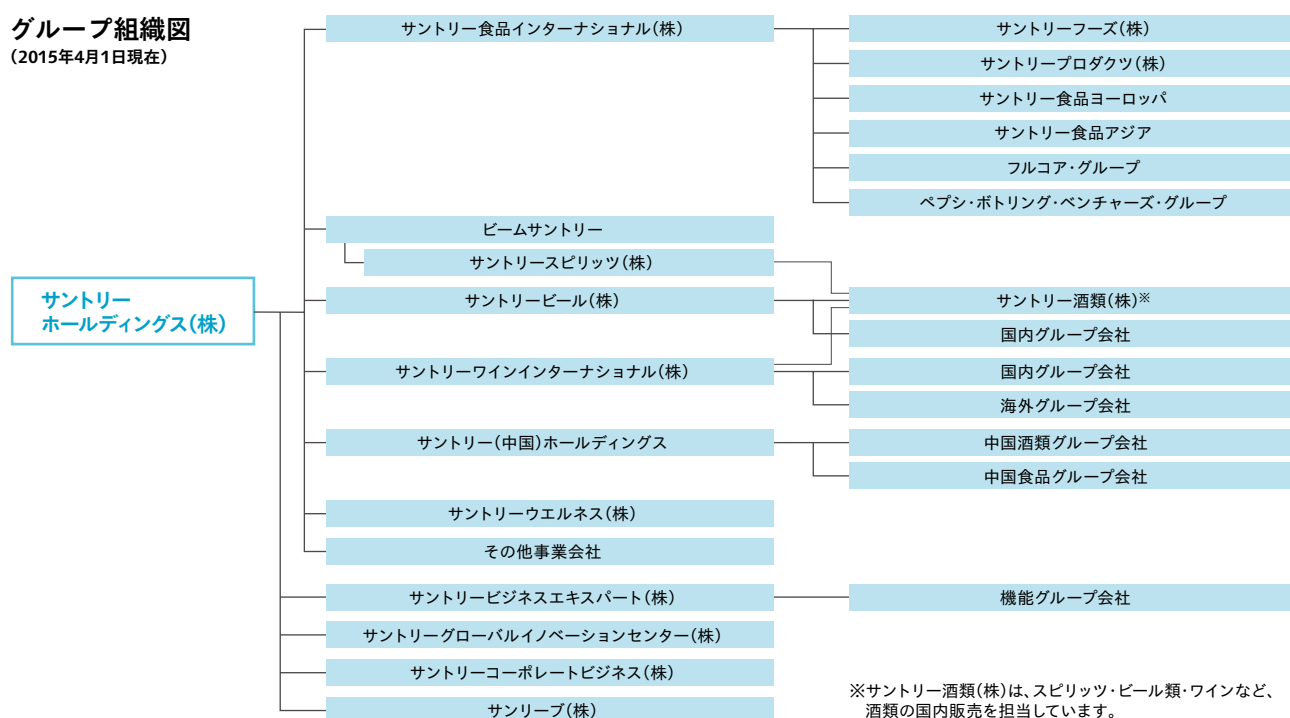 グループ組織図
（2015年4月1日現在）
サントリー
ホールディングス（株）
サントリー食品インターナショナル（株）
サントリーフーズ（株）
サントリープロダクツ（株）
サントリー食品ヨーロッパ
サントリー食品アジア
フルコア・グループ
ペプシ・ボトリング・ベンチャーズ・グループ
ビームサントリー
サントリースピリッツ（株）
サントリービール（株）
サントリー酒類（株）※
国内グループ会社
サントリーワインインターナショナル（株）
国内グループ会社
海外グループ会社
サントリー（中国）ホールディングス
中国酒類グループ会社
中国食品グループ会社
サントリーウエルネス（株）
その他事業会社
サントリービジネスエキスパート（株）
機能グループ会社
サントリーグローバルイノベーションセンター（株）
サントリーコーポレートビジネス（株）
サンリーブ（株）
※サントリー酒類（株）は、スピリッツ・ビール類・ワインなど、
酒類の国内販売を担当しています。